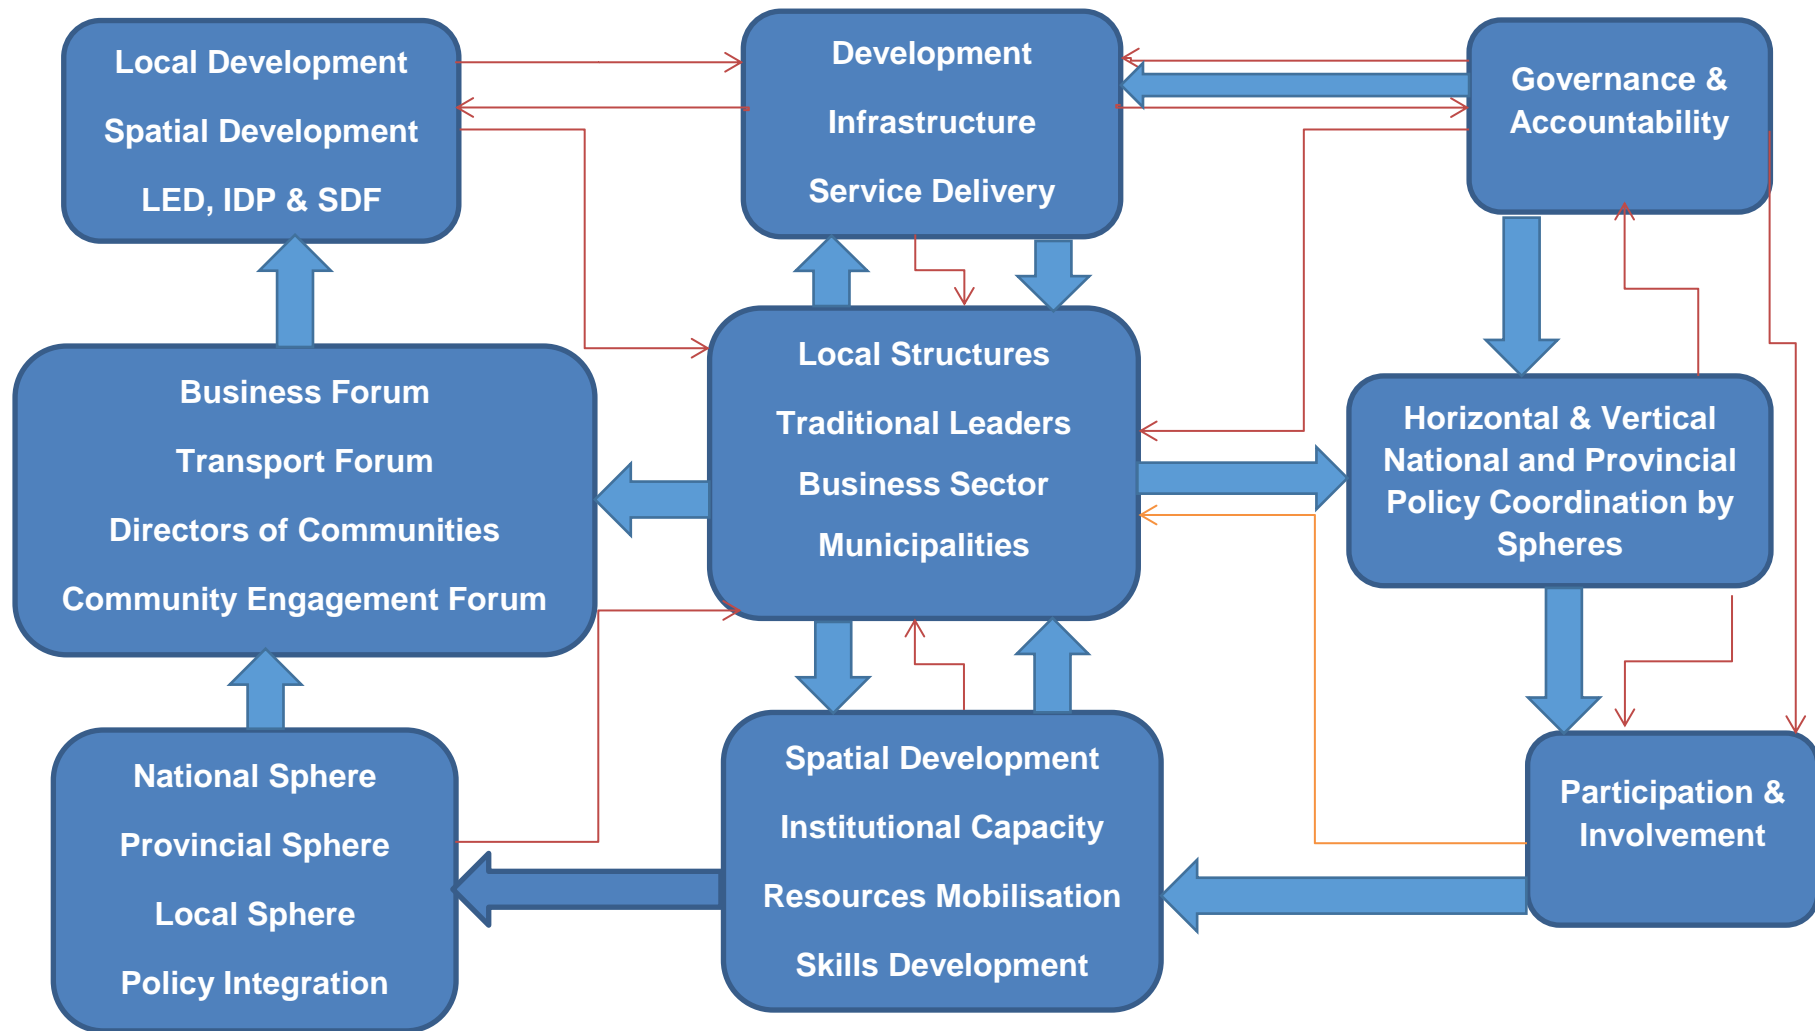 Local Development
Spatial Development
LED, IDP & SDF
Development
Infrastructure
Service Delivery
Governance &
Accountability
Business Forum
Transport Forum
Directors of Communities
Community Engagement Forum
Local Structures
Traditional Leaders
Business Sector
Municipalities
Horizontal & Vertical
National and Provincial
Policy Coordination by
Spheres
National Sphere
Provincial Sphere
Local Sphere
Policy Integration
Spatial Development
Institutional Capacity
Resources Mobilisation
Skills Development
Participation &
Involvement